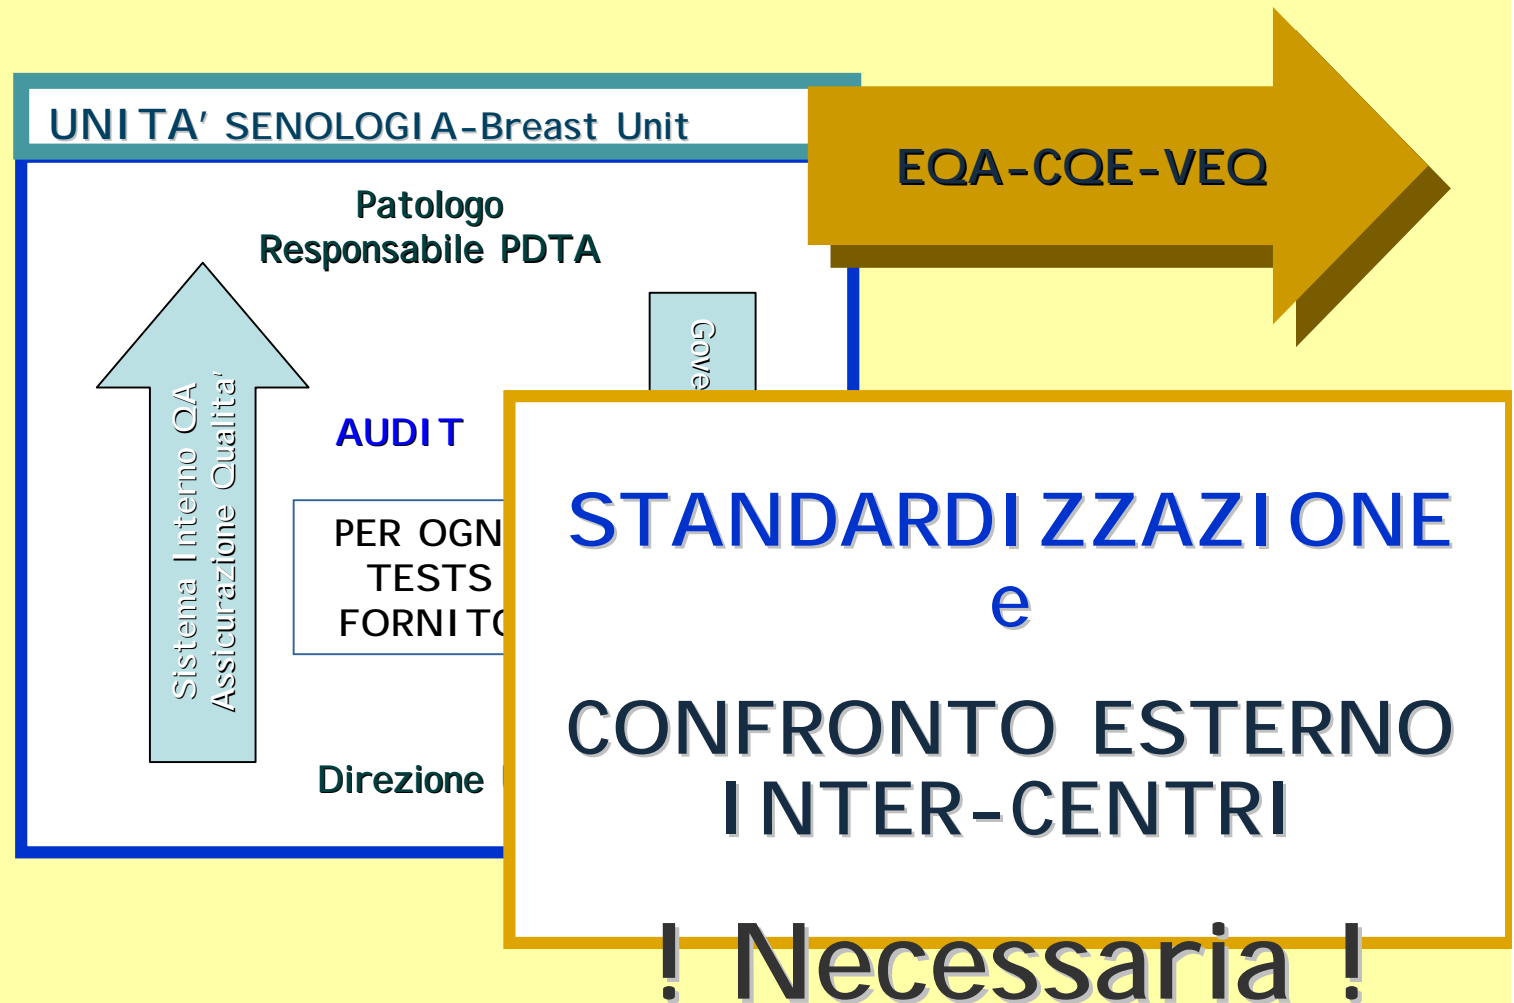 UNITA' SENOLOGIA-Breast Unit
EQA-CQE-VEQ
Patologo
Responsabile PDTA
Sistema Interno QA
Assicurazione Qualita'
AUDIT
PER OGN
TESTS
FORNITO
Direzione
STANDARDIZZAZIONE
e
CONFRONTO ESTERNO
INTER-CENTRI
! Necessaria !